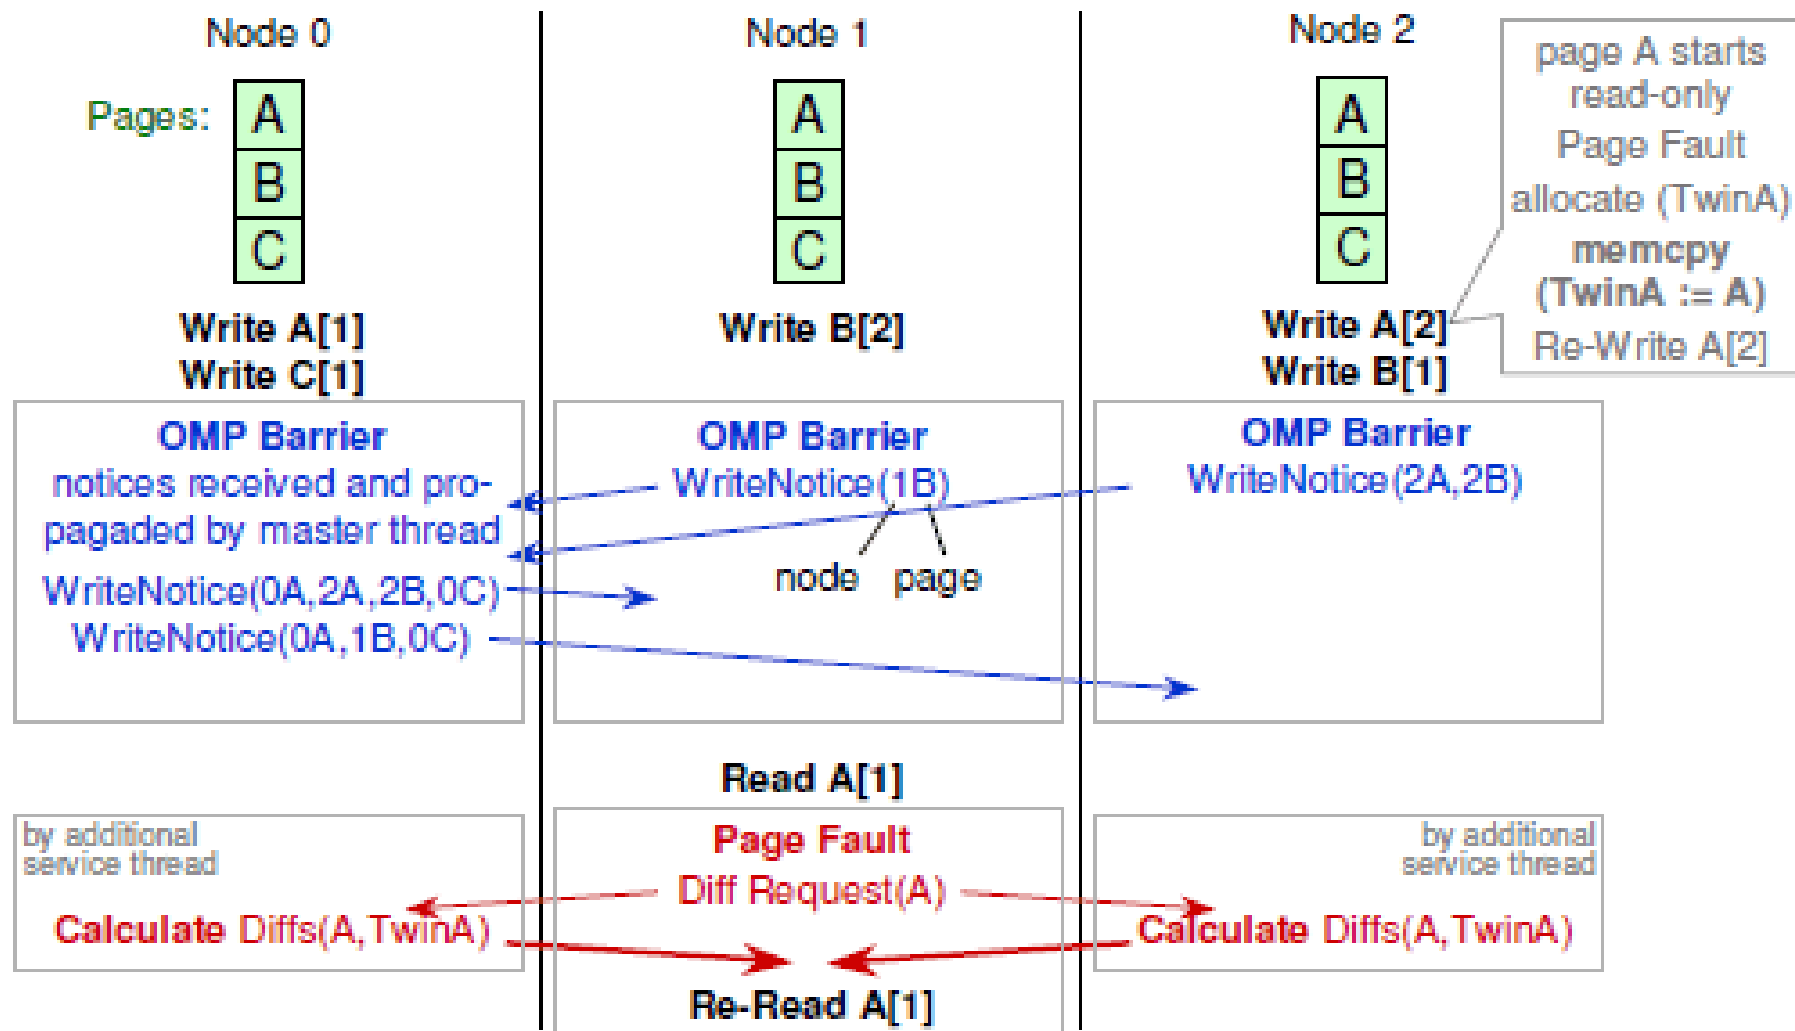 Node 0
Pages:
A
B
C
Write A[1]
Write C[1]
OMP Barrier
notices received and pro-
pagaded by master thread
WriteNotice(0A,2A,2B,0C)
WriteNotice(0A,1B,0C)
by additional
service thread
Calculate Diffs(A,TwinA)
Node 1
A
B
C
Write B[2]
OMP Barrier
WriteNotice(1B)
node page
Read A[1]
Page Fault
Diff Request(A)
Re-Read A[1]
Node 2
A
B
C
Write A[2]
Write B[1]
OMP Barrier
WriteNotice(2A,2B)
by additional
service thread
Calculate Diffs(A,TwinA)
page A starts
read-only
Page Fault
allocate (TwinA)
memcpy
(TwinA := A)
Re-Write A[2]